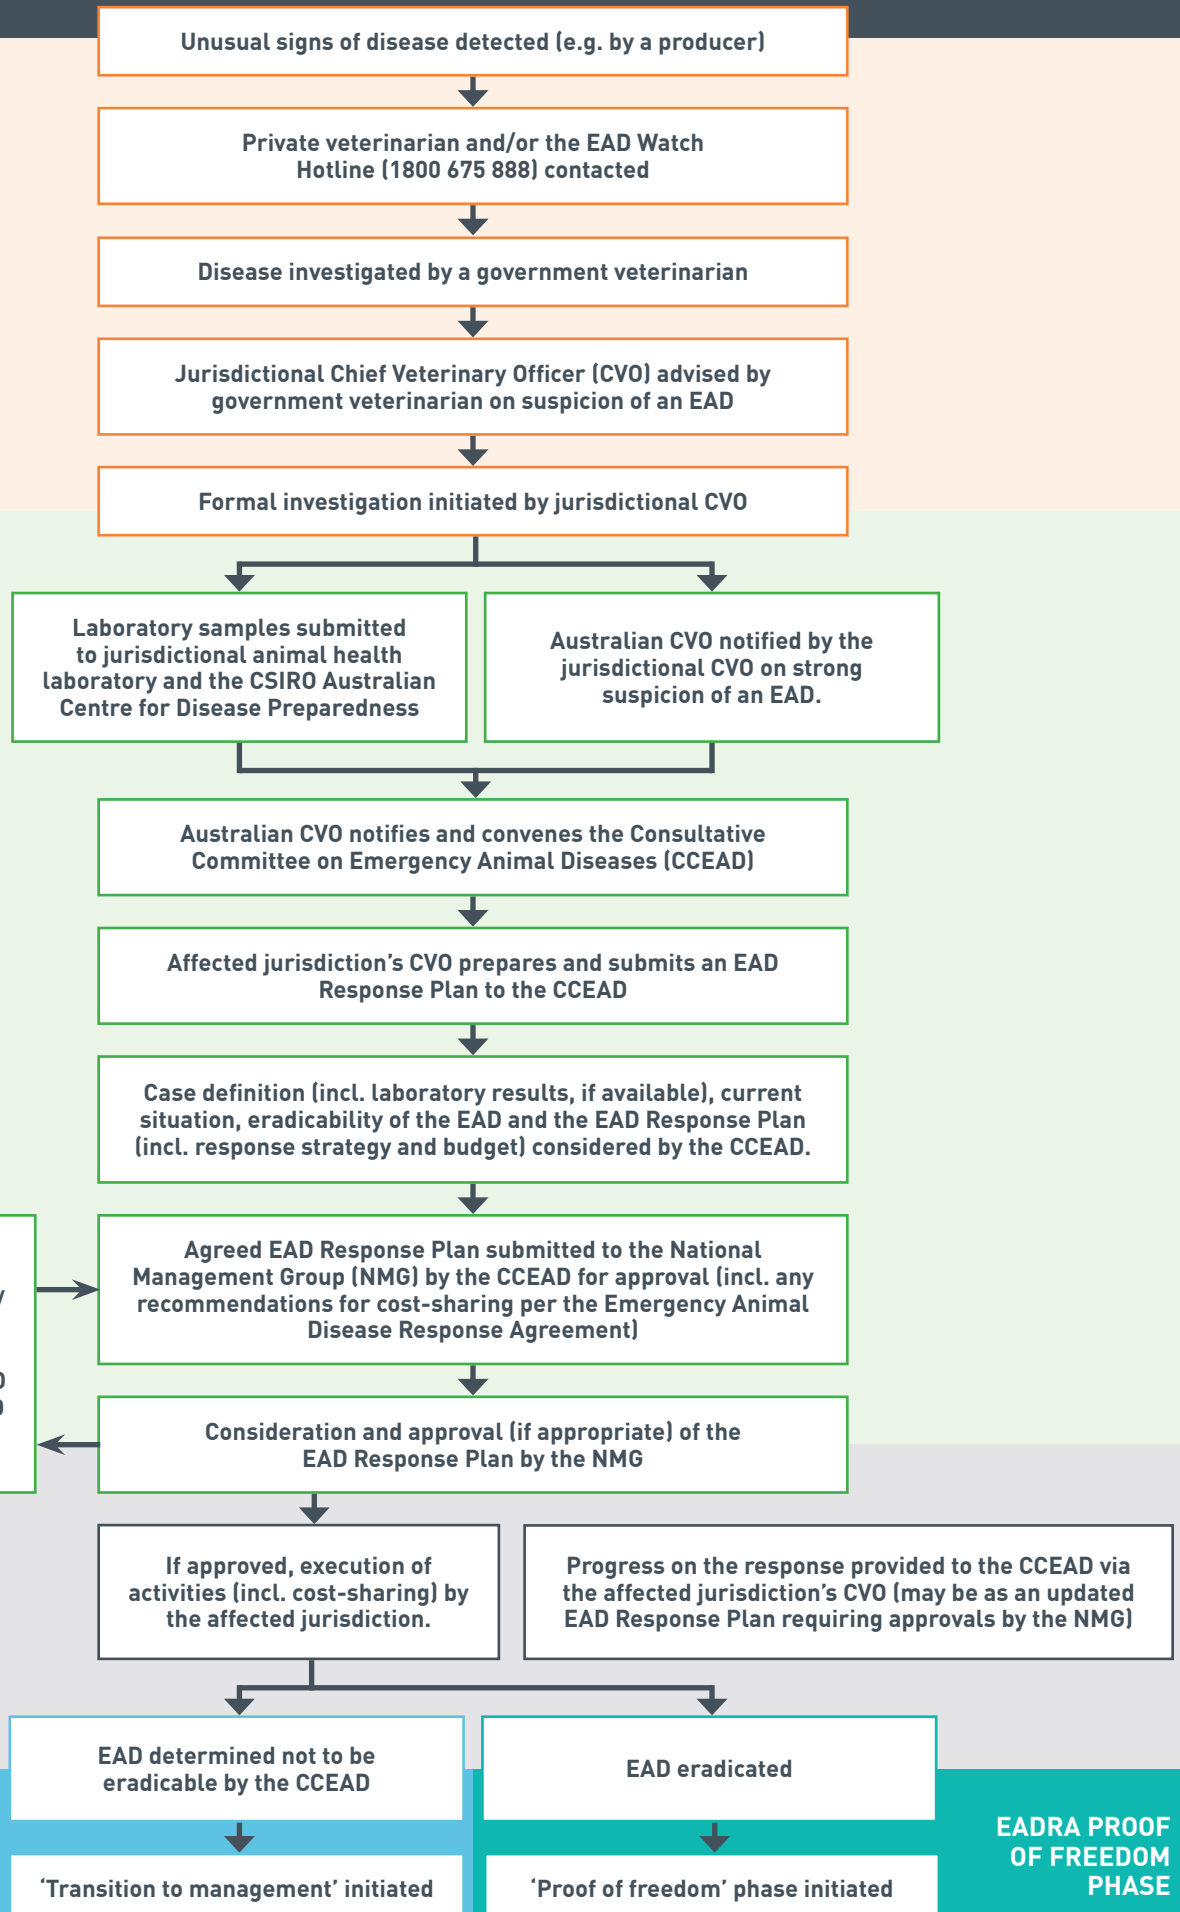 Unusual signs of disease detected (e.g. by a producer)
Private veterinarian and/or the EAD Watch
Hotline (1800 675 888) contacted
Disease investigated by a government veterinarian
Jurisdictional Chief Veterinary Officer (CVO) advised by
government veterinarian on suspicion of an EAD
Formal investigation initiated by jurisdictional CVO
Laboratory samples submitted
to jurisdictional animal health
laboratory and the CSIRO Australian
Centre for Disease Preparedness
Australian CVO notified by the
jurisdictional CVO on strong
suspicion of an EAD.
Australian CVO notifies and convenes the Consultative
Committee on Emergency Animal Diseases (CCEAD)
Affected jurisdiction’s CVO prepares and submits an EAD
Response Plan to the CCEAD
Case definition (incl. laboratory results, if available), current
situation, eradicability of the EAD and the EAD Response Plan
(incl. response strategy and budget) considered by the CCEAD.
Agreed EAD Response Plan submitted to the National
Management Group (NMG) by the CCEAD for approval (incl. any
recommendations for cost-sharing per the Emergency Animal
Disease Response Agreement)
Consideration and approval (if appropriate) of the
EAD Response Plan by the NMG
If approved, execution of
activities (incl. cost-sharing) by
the affected jurisdiction.
Progress on the response provided to the CCEAD via
the affected jurisdiction’s CVO (may be as an updated
EAD Response Plan requiring approvals by the NMG)
EAD determined not to be
eradicable by the CCEAD
EAD eradicated
EADRA PROOF
OF FREEDOM
PHASE
‘Transition to management’ initiated
‘Proof of freedom’ phase initiated